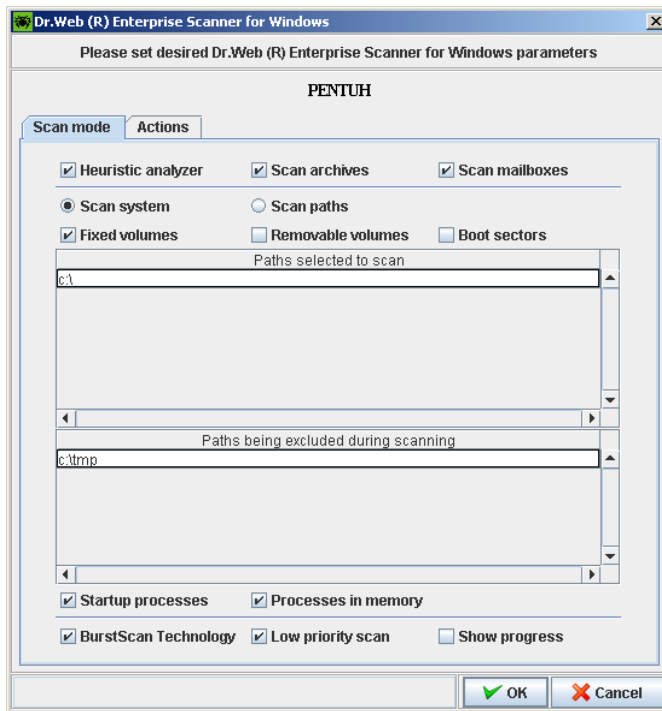 Dr.Web (R) Enterprise Scanner for Windows
Please set desired Dr.Web (R) Enterprise Scanner for Windows parameters
PENTUH
Scan mode Actions
Heuristic analyzer Scan archives Scan mailboxes
Scan system Scan paths
Fixed volumes Removable volumes Boot sectors
Paths selected to scan
c:\
Paths being excluded during scanning
c:\tmp
Startup processes Processes in memory
BurstScan Technology Low priority scan Show progress
OK Cancel